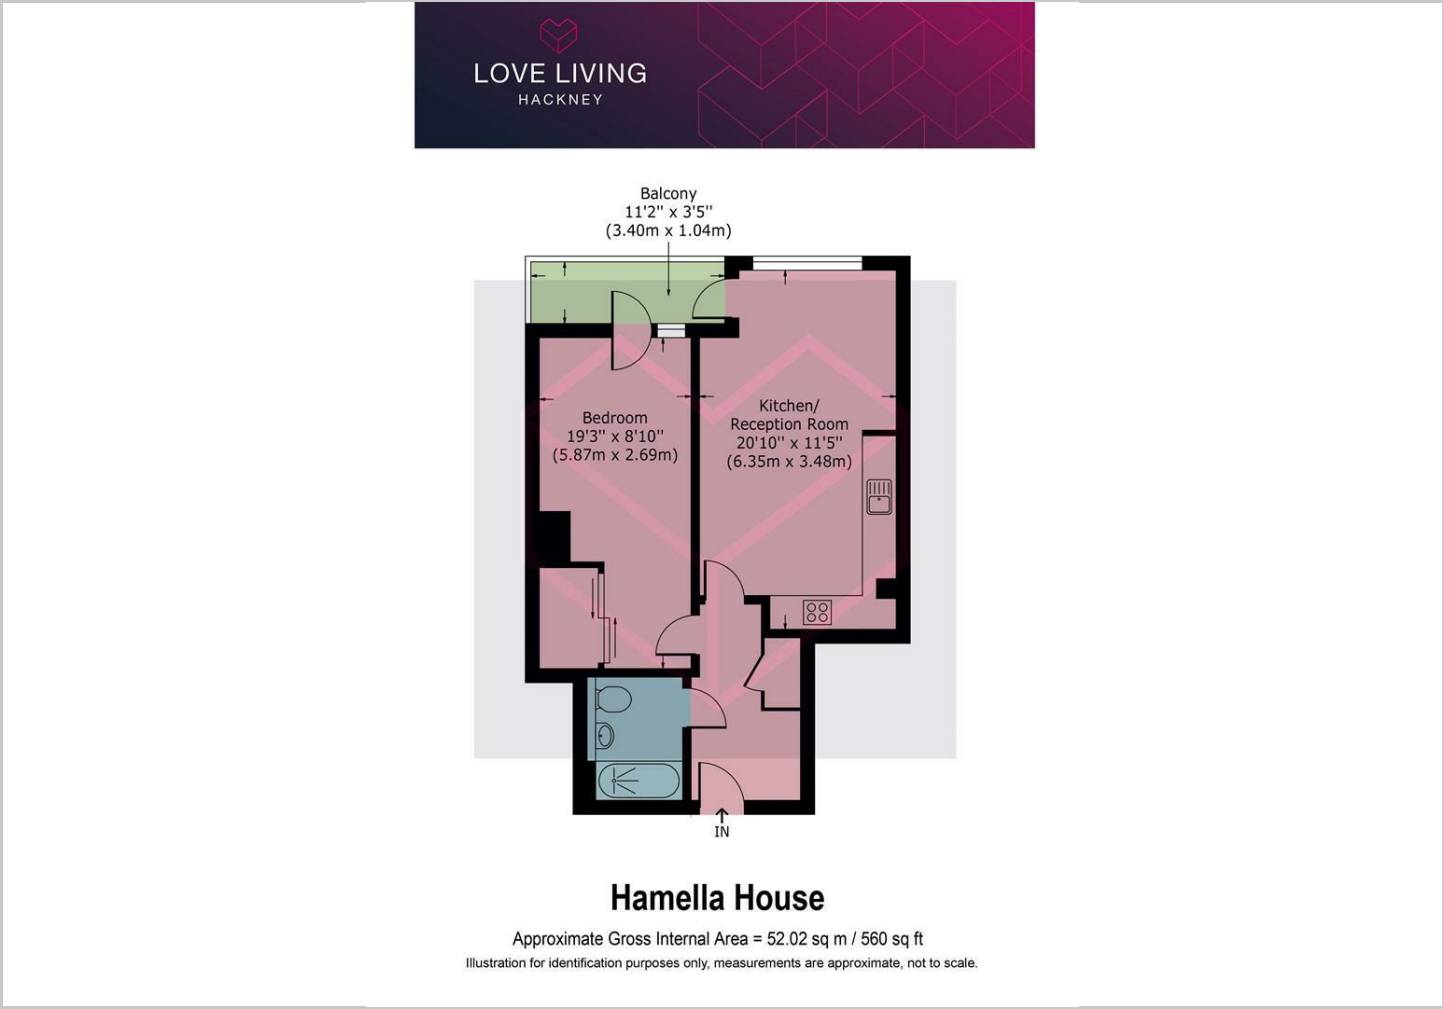 LOVE LIVING
HACKNEY
Balcony
11'2" x 3'5"
(3.40m x 1.04m)
Bedroom
19'3" x 8'10"
(5.87m x 2.69m)
Kitchen/
Reception Room
20'10" x 11'5"
(6.35m x 3.48m)
IN
Hamella House
Approximate Gross Internal Area = 52.02 sq m / 560 sq ft
Illustration for identification purposes only, measurements are approximate, not to scale.